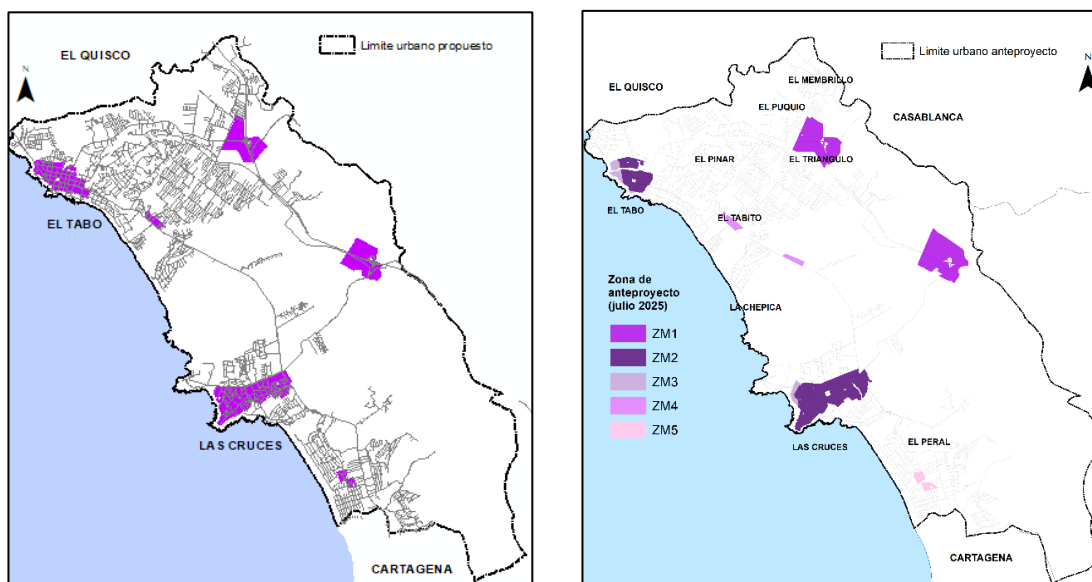 Limite urbano propuesto
EL QUISCO
N
EL TABO
LAS CRUCES
CARTAGENA
Limite urbano anteproyecto
N
EL MEMBRILLO
EL QUISCO
EL PUQUIO
CASABLANCA
EL PINAR
EL TRIANGULO
EL TABO
EL TABITO
Zona de
anteproyecto
(julio 2025)
ZM1
ZM2
ZM3
ZM4
ZM5
LA CHEPICA
LAS CRUCES
EL PERAL
CARTAGENA